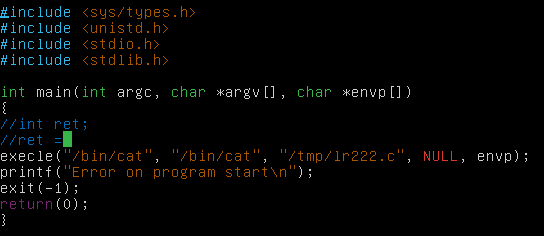 #include <sys/types.h>
#include <unistd.h>
#include <stdio.h>
#include <stdlib.h>
int main(int argc, char *argv[], char *envp[])
{
//int ret;
//ret =
execle("/bin/cat", "/bin/cat", "/tmp/lr222.c", NULL, envp);
printf("Error on program start\n");
exit(-1);
return(0);
}